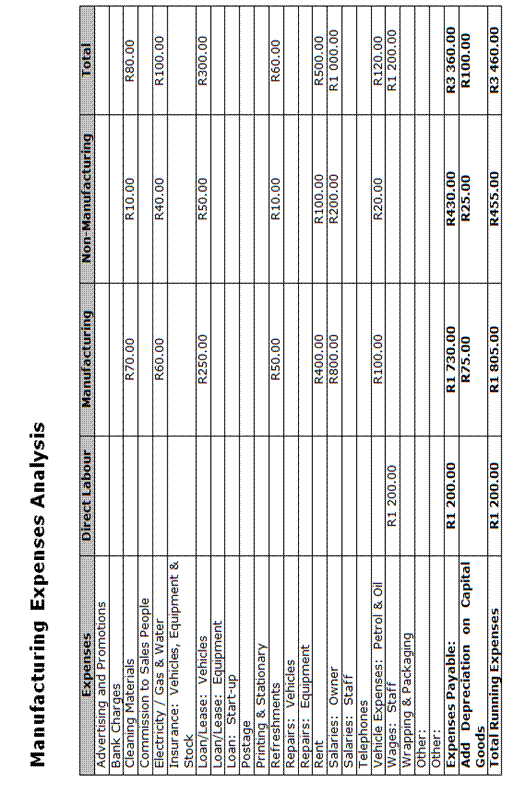 Manufacturing Expenses Analysis
Expenses Direct Labour Manufacturing Non-Manufacturing Total
Advertising and Promotions
Bank Charges
Cleaning Materials R70.00 R10.00 R80.00
Commission to Sales People
Electricity / Gas & Water R60.00 R40.00 R100.00
Insurance: Vehicles, Equipment &
Stock
Loan/Lease: Vehicles R250.00 R50.00 R300.00
Loan/Lease: Equipment
Loan: Start-up
Postage
Printing & Stationary
Refreshments R50.00 R10.00 R60.00
Repairs: Vehicles
Repairs: Equipment
Rent R400.00 R100.00 R500.00
Salaries: Owner R800.00 R200.00 R1 000.00
Salaries: Staff
Telephones
Vehicle Expenses: Petrol & Oil R100.00 R20.00 R120.00
Wages: Staff R1 200.00 R1 200.00
Wrapping & Packaging
Other:
Other:
Expenses Payable: R1 200.00 R1 730.00 R430.00 R3 360.00
Add Depreciation on Capital R75.00 R25.00 R100.00
Goods
Total Running Expenses R1 200.00 R1 805.00 R455.00 R3 460.00